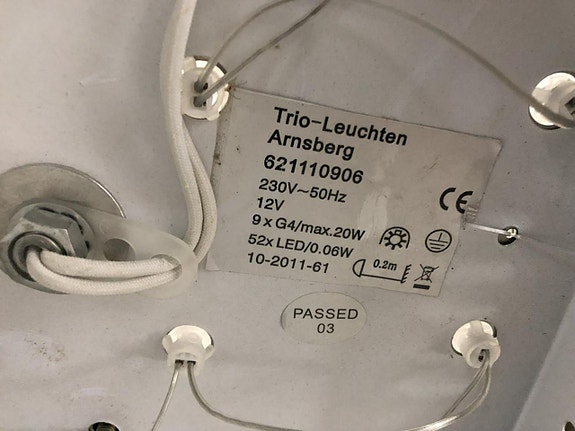 Trio-Leuchten
Arnsberg
621110906
230V~50Hz
12V
9 x G4/max.20W
52x LED/0.06W
10-2011-61
CE
0.2m
PASSED
03